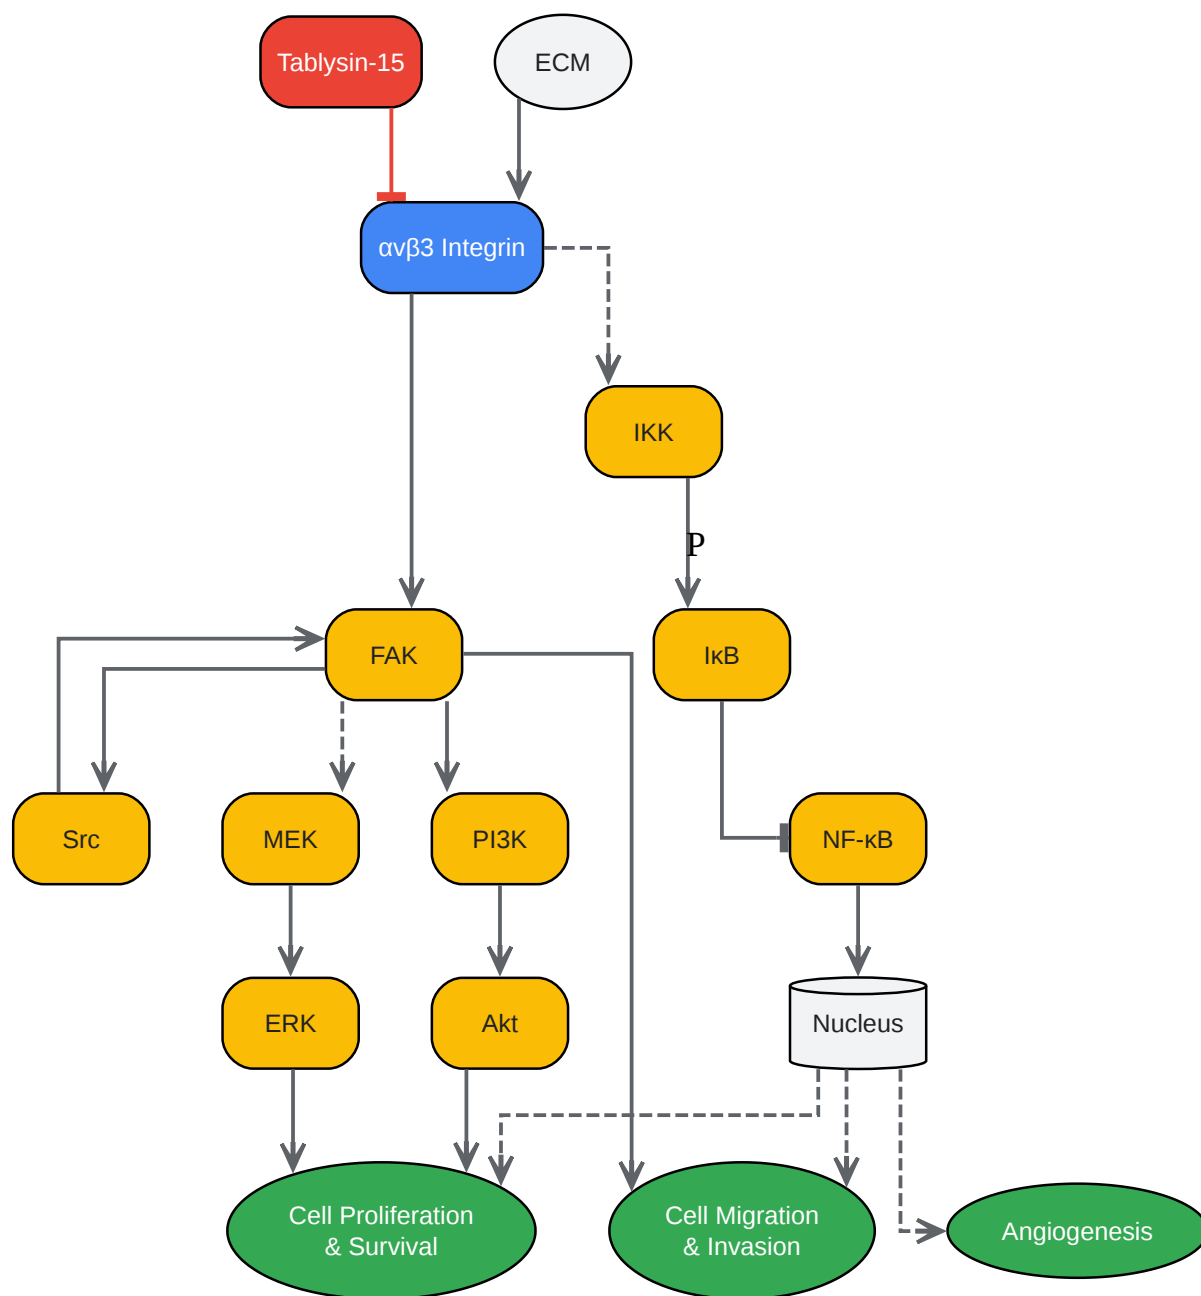 Tablysin-15
ECM
αvβ3 Integrin
IKK
P
FAK
IκB
Src
MEK
PI3K
NF-κB
ERK
Akt
Nucleus
Cell Proliferation
& Survival
Cell Migration
& Invasion
Angiogenesis